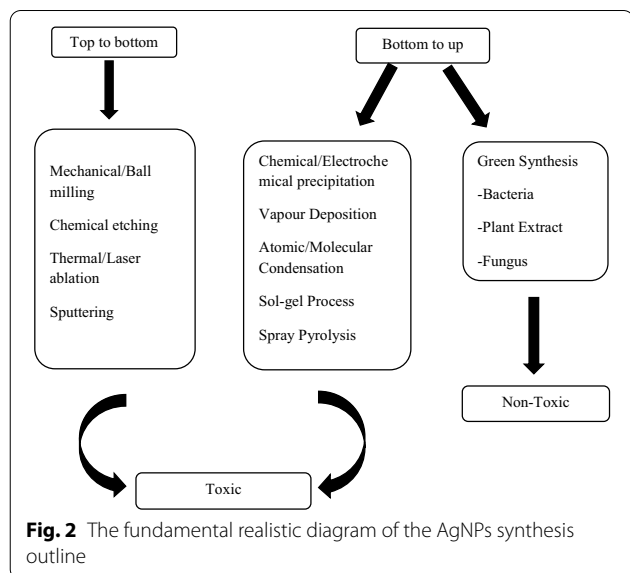 Top to bottom
Bottom to up
Mechanical/Ball
milling
Chemical etching
Thermal/Laser
ablation
Sputtering
Chemical/Electroche
mical precipitation
Vapour Deposition
Atomic/Molecular
Condensation
Sol-gel Process
Spray Pyrolysis
Green Synthesis
-Bacteria
-Plant Extract
-Fungus
Non-Toxic
Toxic
Fig. 2 The fundamental realistic diagram of the AgNPs synthesis
outline